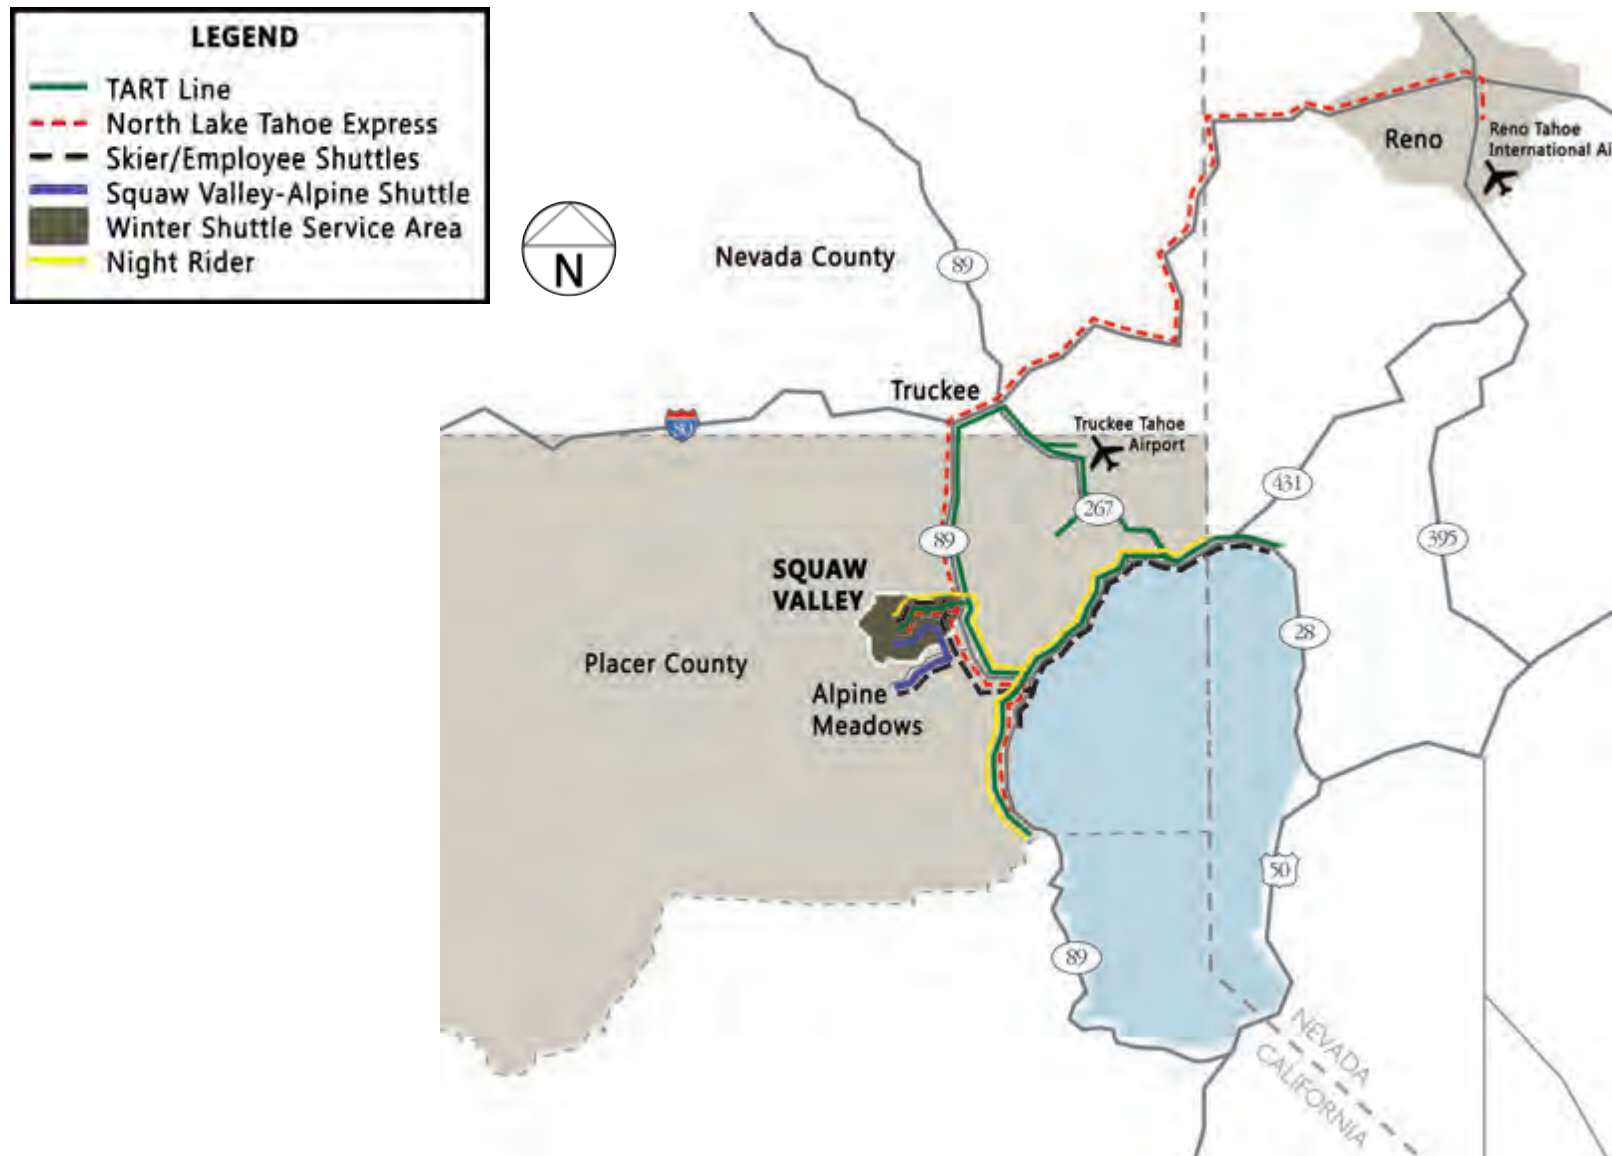 LEGEND
TART Line
North Lake Tahoe Express
Skier/Employee Shuttles
Squaw Valley-Alpine Shuttle
Winter Shuttle Service Area
Night Rider
N
Nevada County
89
Reno
Reno Tahoe
International Ai
Truckee
80
Truckee Tahoe
Airport
431
267
89
395
SQUAW
VALLEY
28
Placer County
Alpine
Meadows
50
89
NEVADA
CALIFORNIA